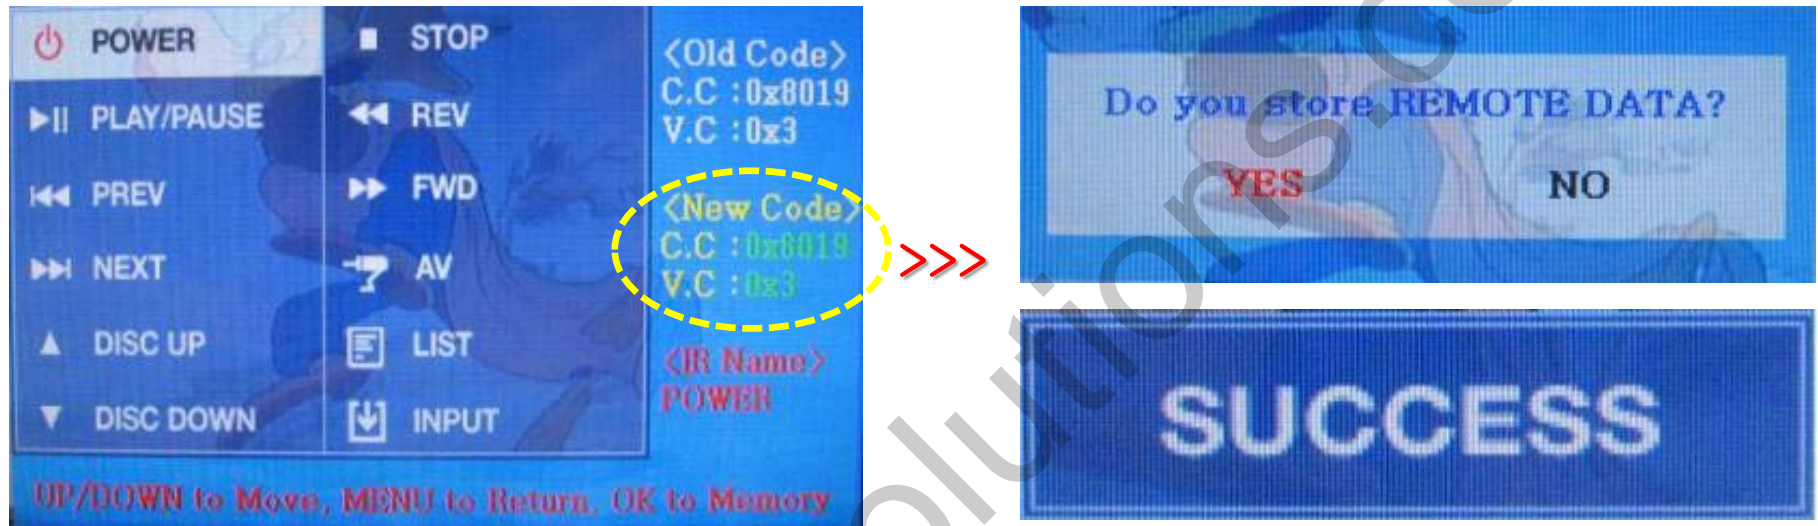 POWER
PLAY/PAUSE
PREV
NEXT
DISC UP
DISC DOWN
STOP
REV
FWD
AV
LIST
INPUT
<Old Code>
C.C :0x8019
V.C :0x3
<New Code>
C.C :0x8019
V.C :0x3
<IR Name>
POWER
UP/DOWN to Move, MENU to Return, OK to Memory
>>>
Do you store REMOTE DATA?
YES NO
SUCCESS
olutions.c